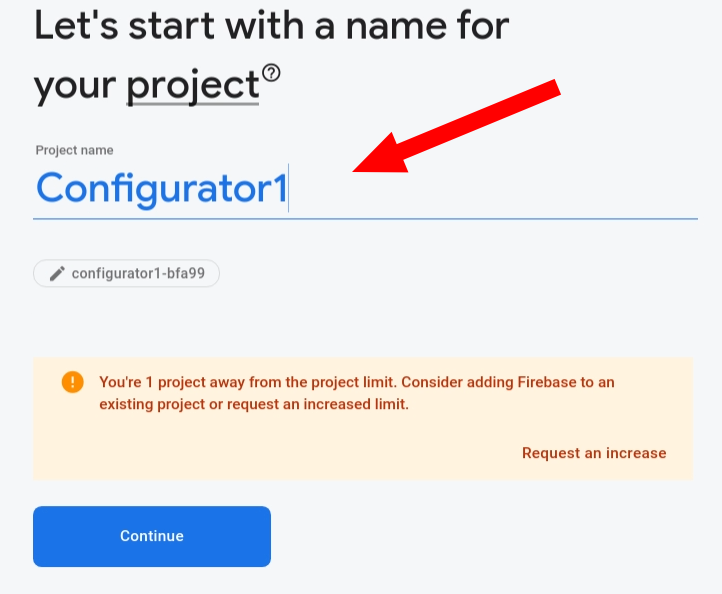 Let's start with a name for
your project
Project name
Configurator1
configurator1-bfa99
You're 1 project away from the project limit. Consider adding Firebase to an
existing project or request an increased limit.
Request an increase
Continue